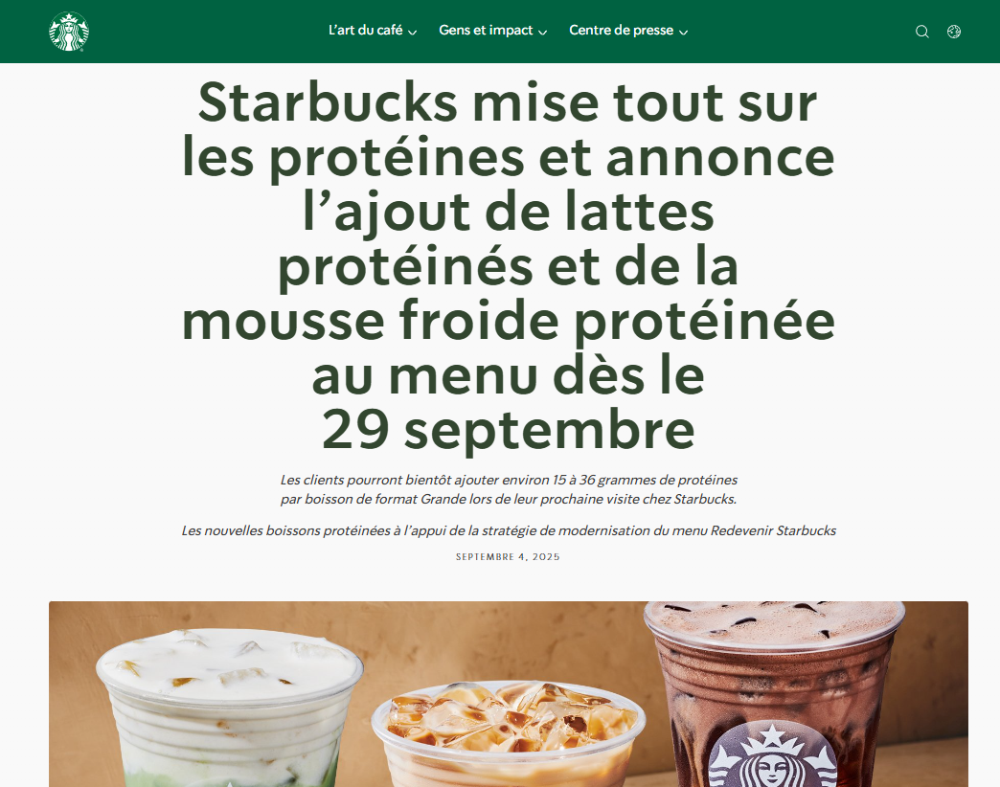 L'art du café
Gens et impact
Centre de presse
Starbucks mise tout sur
les protéines et annonce
l’ajout de lattes
protéinés et de la
mousse froide protéinée
au menu dès le
29 septembre
Les clients pourront bientôt ajouter environ 15 à 36 grammes de protéines
par boisson de format Grande lors de leur prochaine visite chez Starbucks.
Les nouvelles boissons protéinées à l’appui de la stratégie de modernisation du menu Redevenir Starbucks
SEPTEMBRE 4, 2025